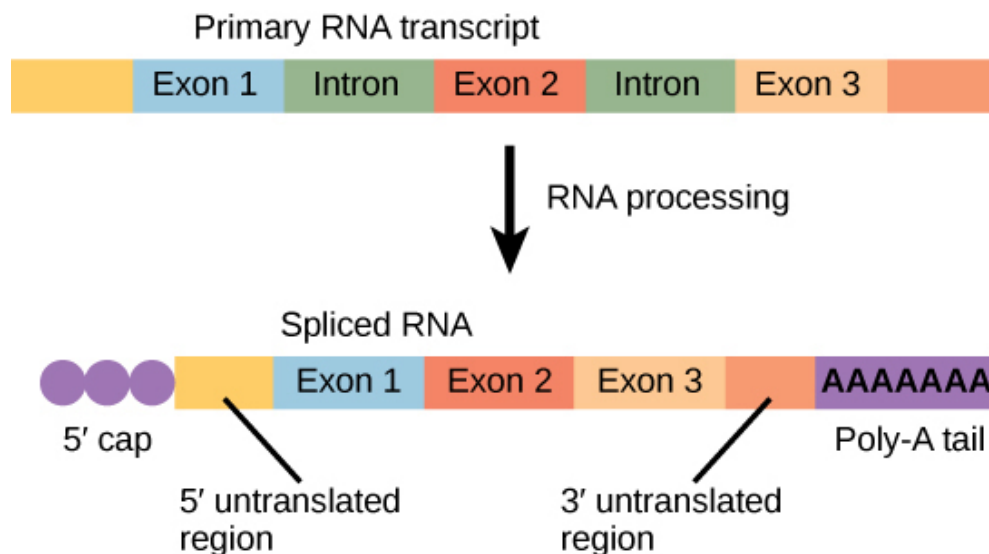 Primary RNA transcript
Exon 1 Intron Exon 2 Intron Exon 3
RNA processing
Spliced RNA
Exon 1 Exon 2 Exon 3 AAAAAAA
5′ cap
Poly-A tail
5′ untranslated
region
3′ untranslated
region